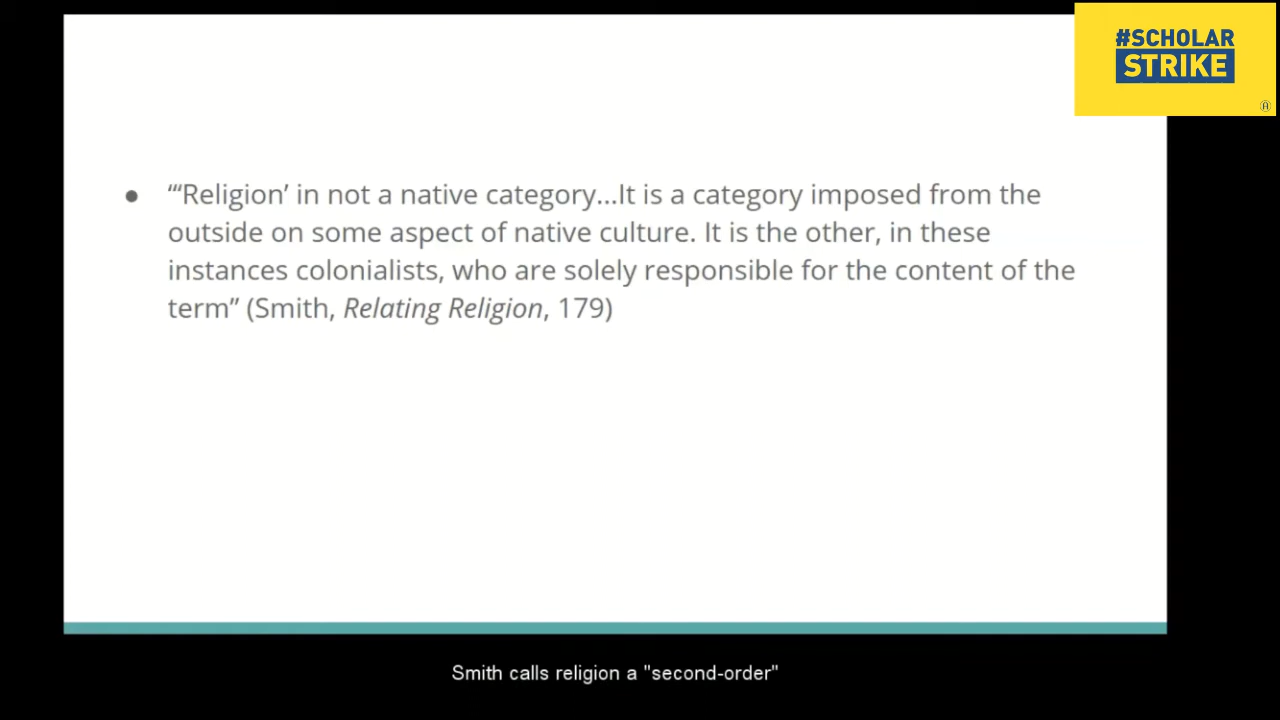 #SCHOLAR
STRIKE
Ⓐ
● “‘Religion’ in not a native category...It is a category imposed from the
outside on some aspect of native culture. It is the other, in these
instances colonialists, who are solely responsible for the content of the
term” (Smith, Relating Religion, 179)
Smith calls religion a "second-order"